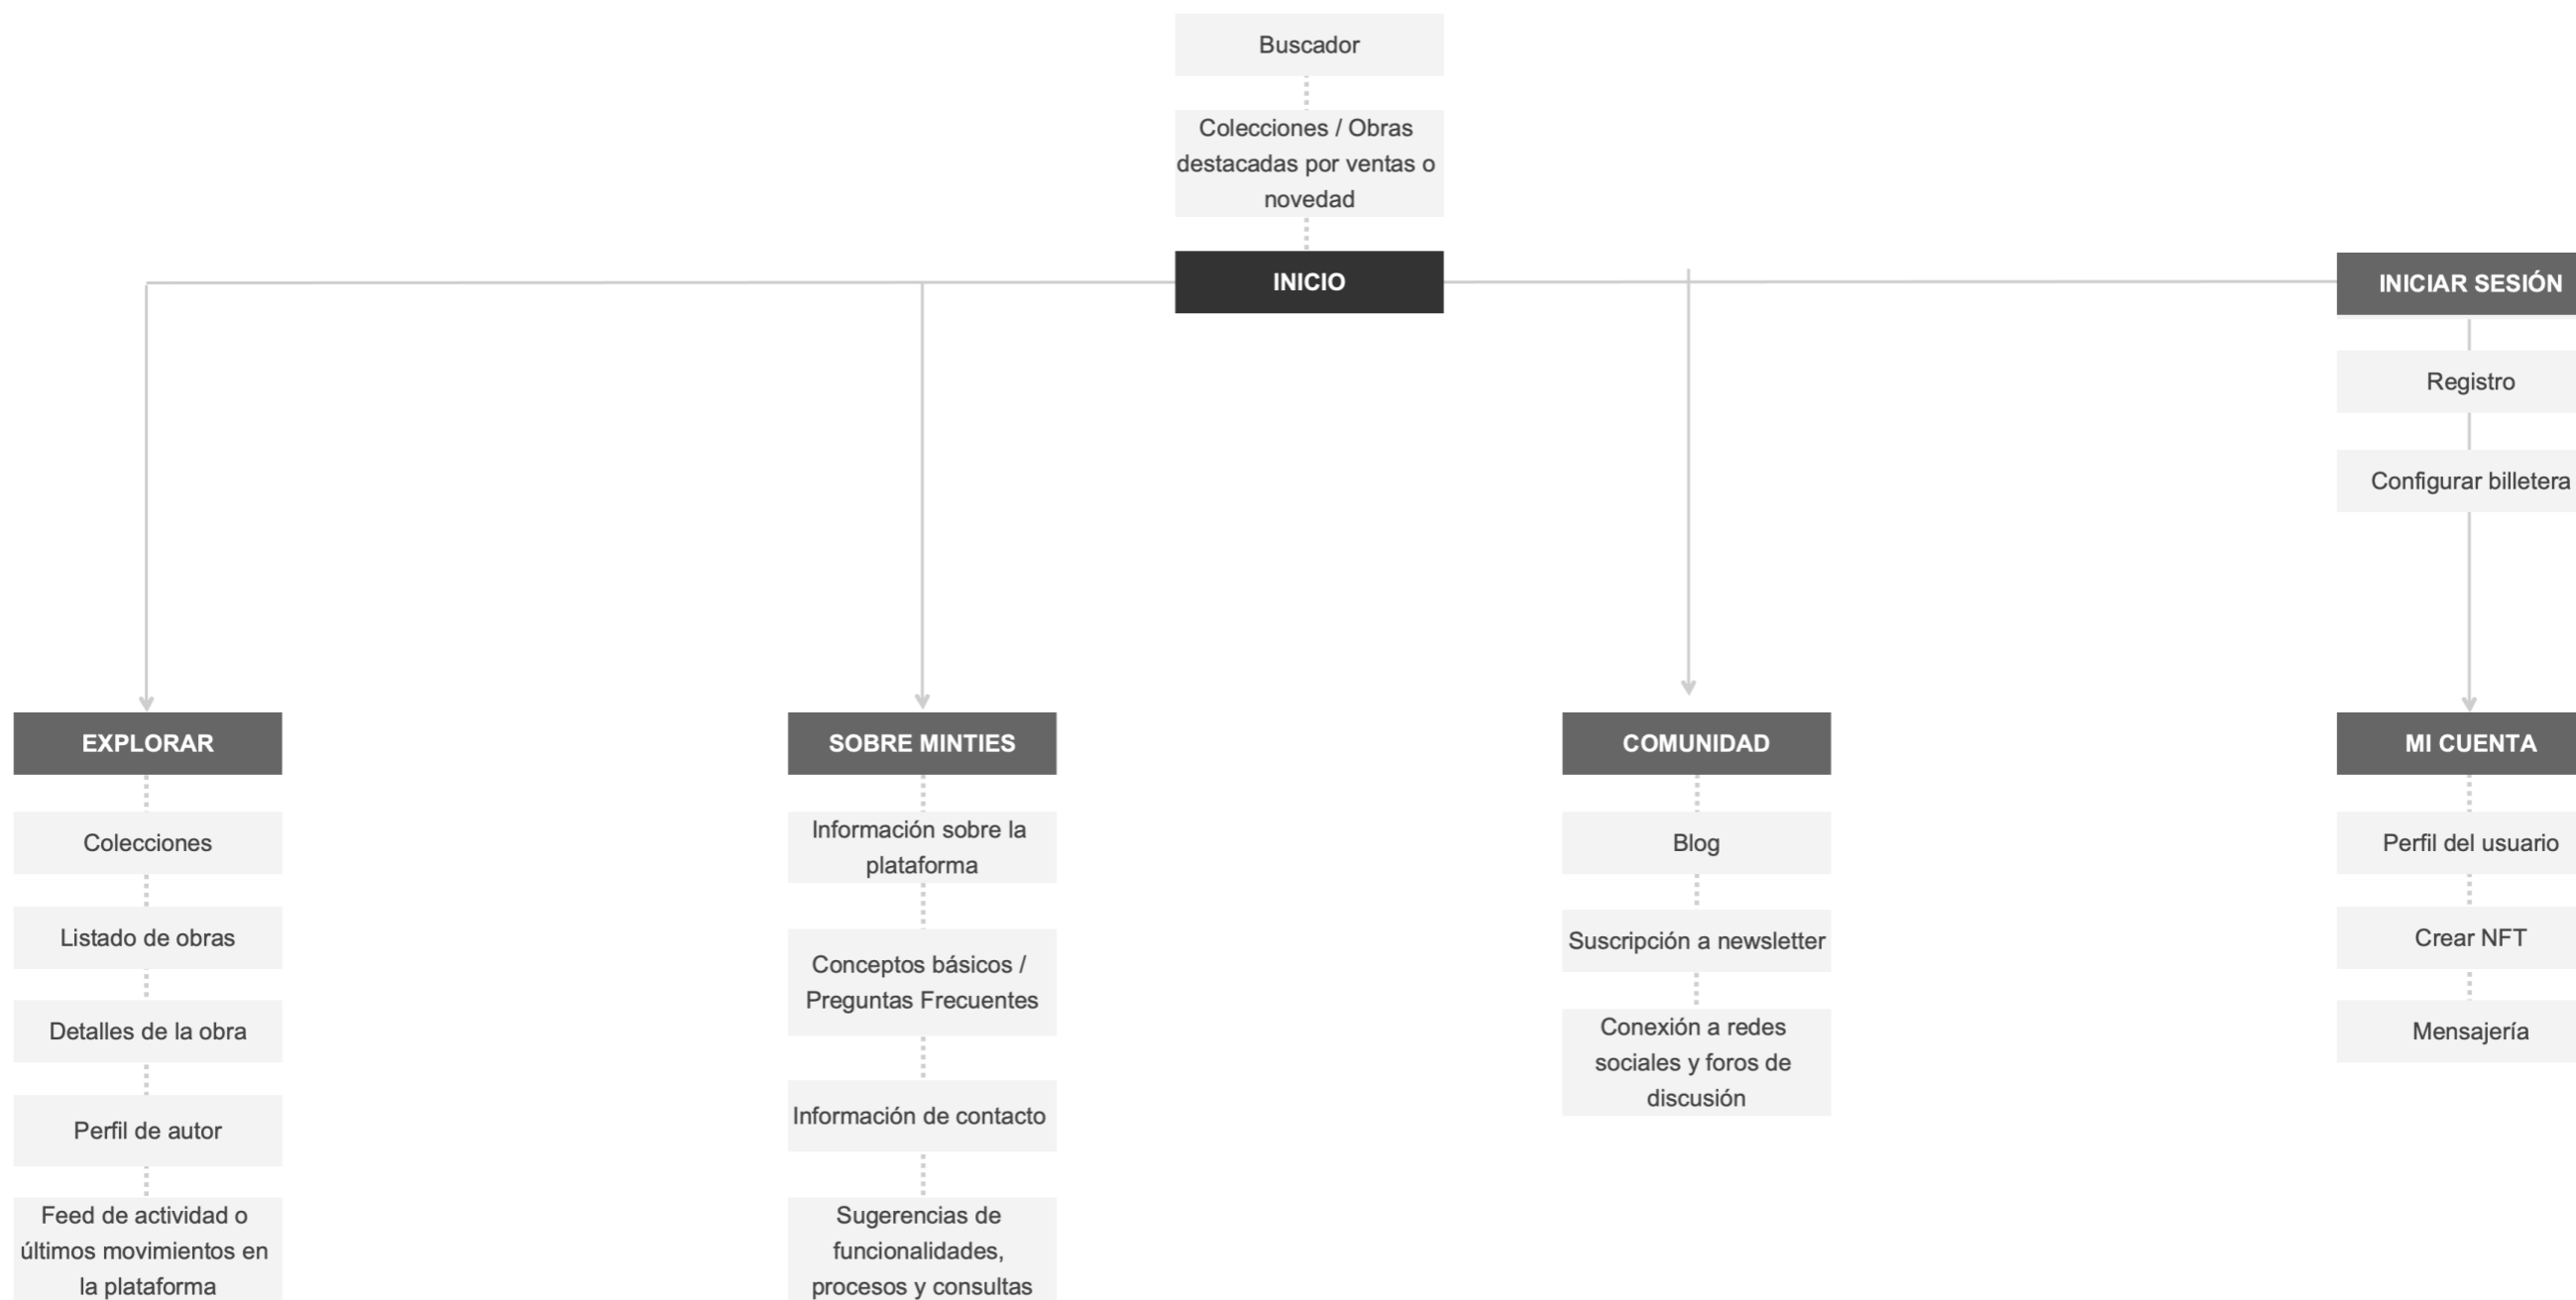 Buscador
Colecciones / Obras
destacadas por ventas o
novedad
INICIO
INICIAR SESIÓN
Registro
Configurar billetera
EXPLORAR
Colecciones
Listado de obras
Detalles de la obra
Perfil de autor
Feed de actividad o
últimos movimientos en
la plataforma
SOBRE MINTIES
Información sobre la
plataforma
Conceptos básicos /
Preguntas Frecuentes
Información de contacto
Sugerencias de
funcionalidades,
procesos y consultas
COMUNIDAD
Blog
Suscripción a newsletter
Conexión a redes
sociales y foros de
discusión
MI CUENTA
Perfil del usuario
Crear NFT
Mensajería